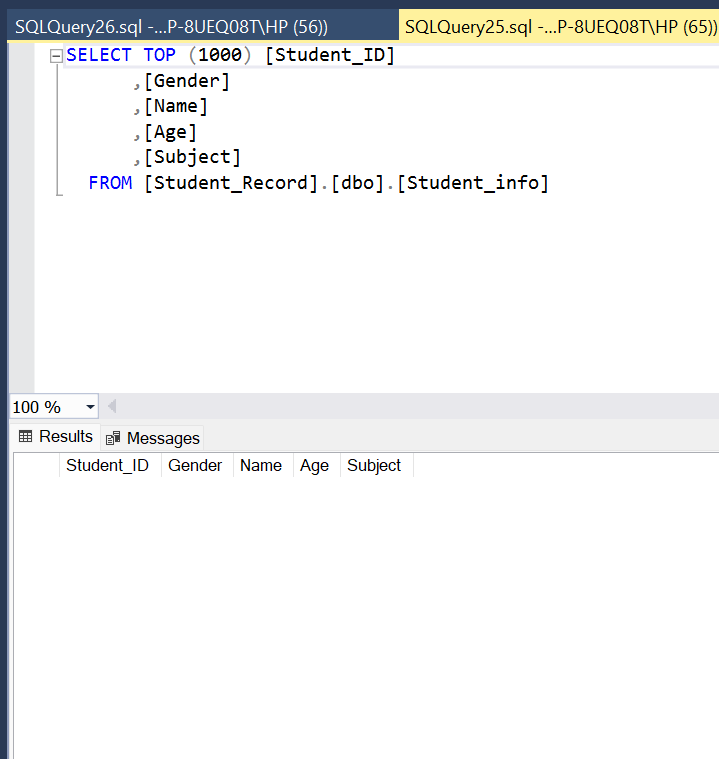 SQLQuery26.sql -...P-8UEQ08T\HP (56)) SQLQuery25.sql -...P-8UEQ08T\HP (65))
SELECT TOP (1000) [Student_ID]
,[Gender]
,[Name]
,[Age]
,[Subject]
FROM [Student_Record].[dbo].[Student_info]
100 %
Results Messages
Student_ID Gender Name Age Subject